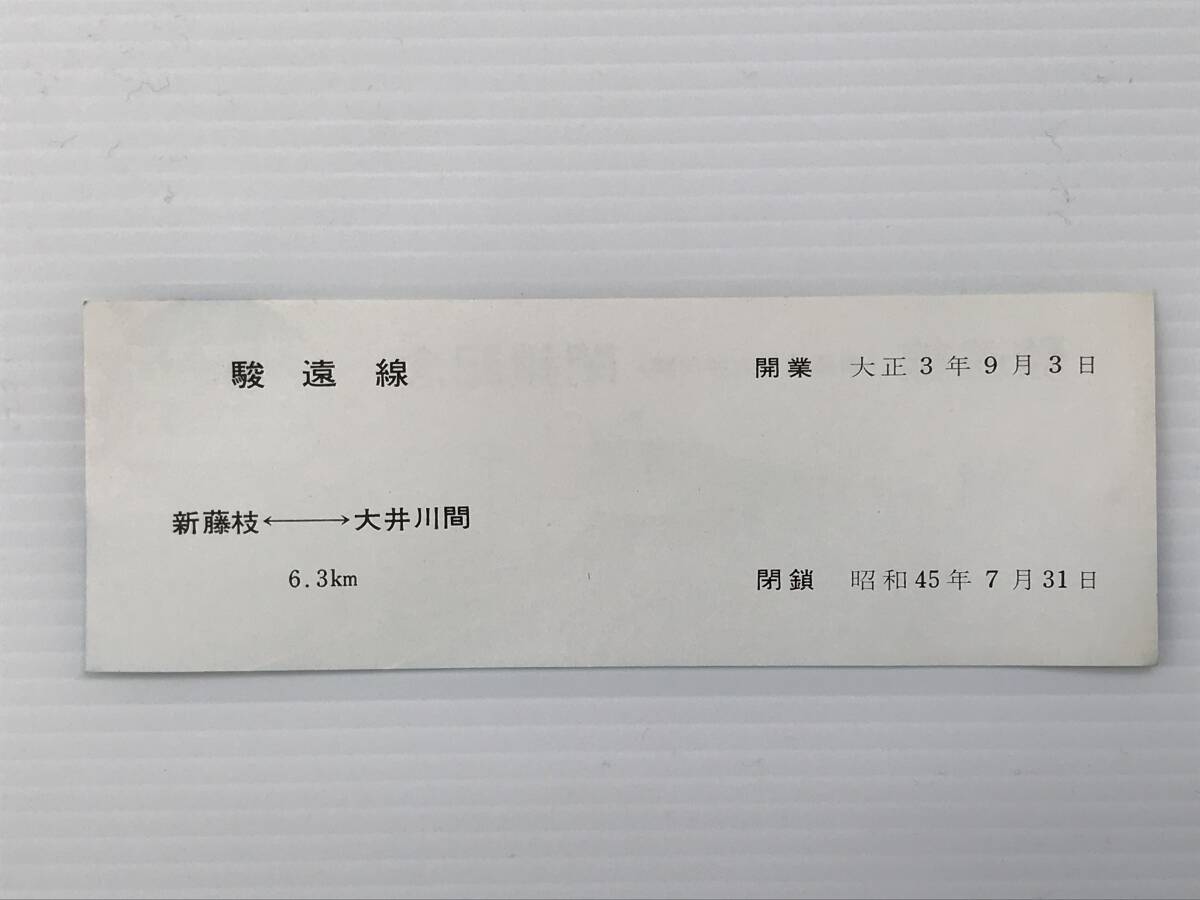 駿遠線
開業 大正3年9月3日
新藤枝←→大井川間
6.3km
閉鎖 昭和45年7月31日